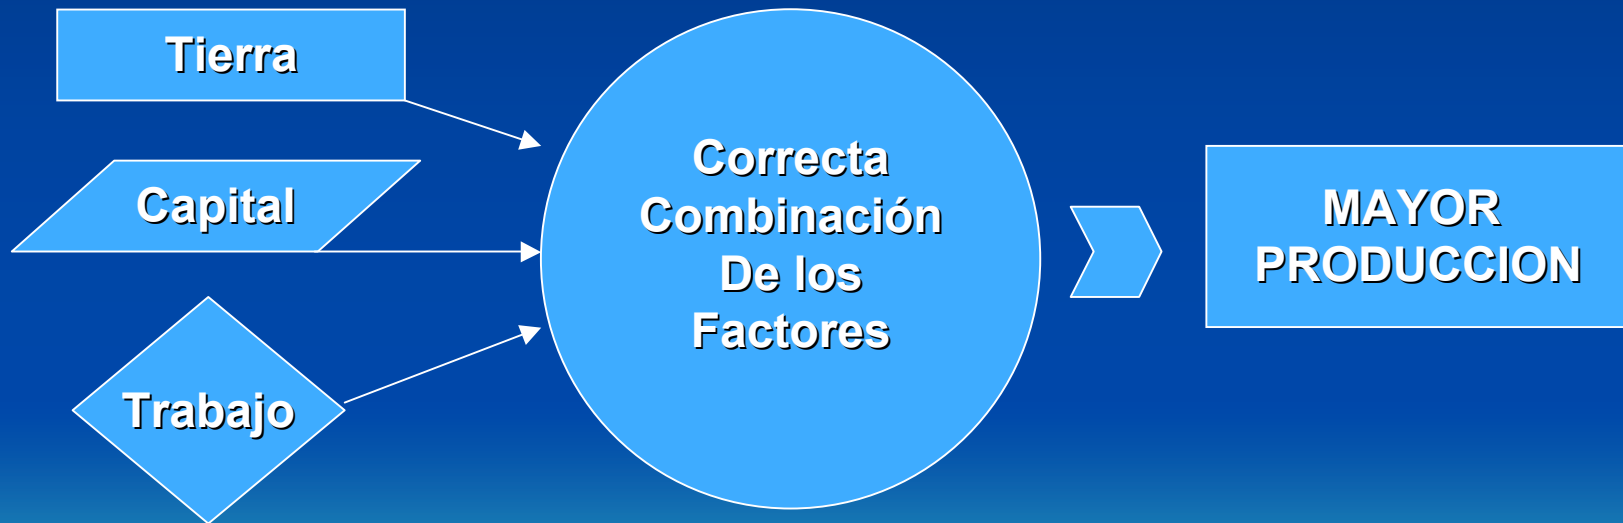 Tierra
Capital
Trabajo
Correcta
Combinación
De los
Factores
MAYOR
PRODUCCION